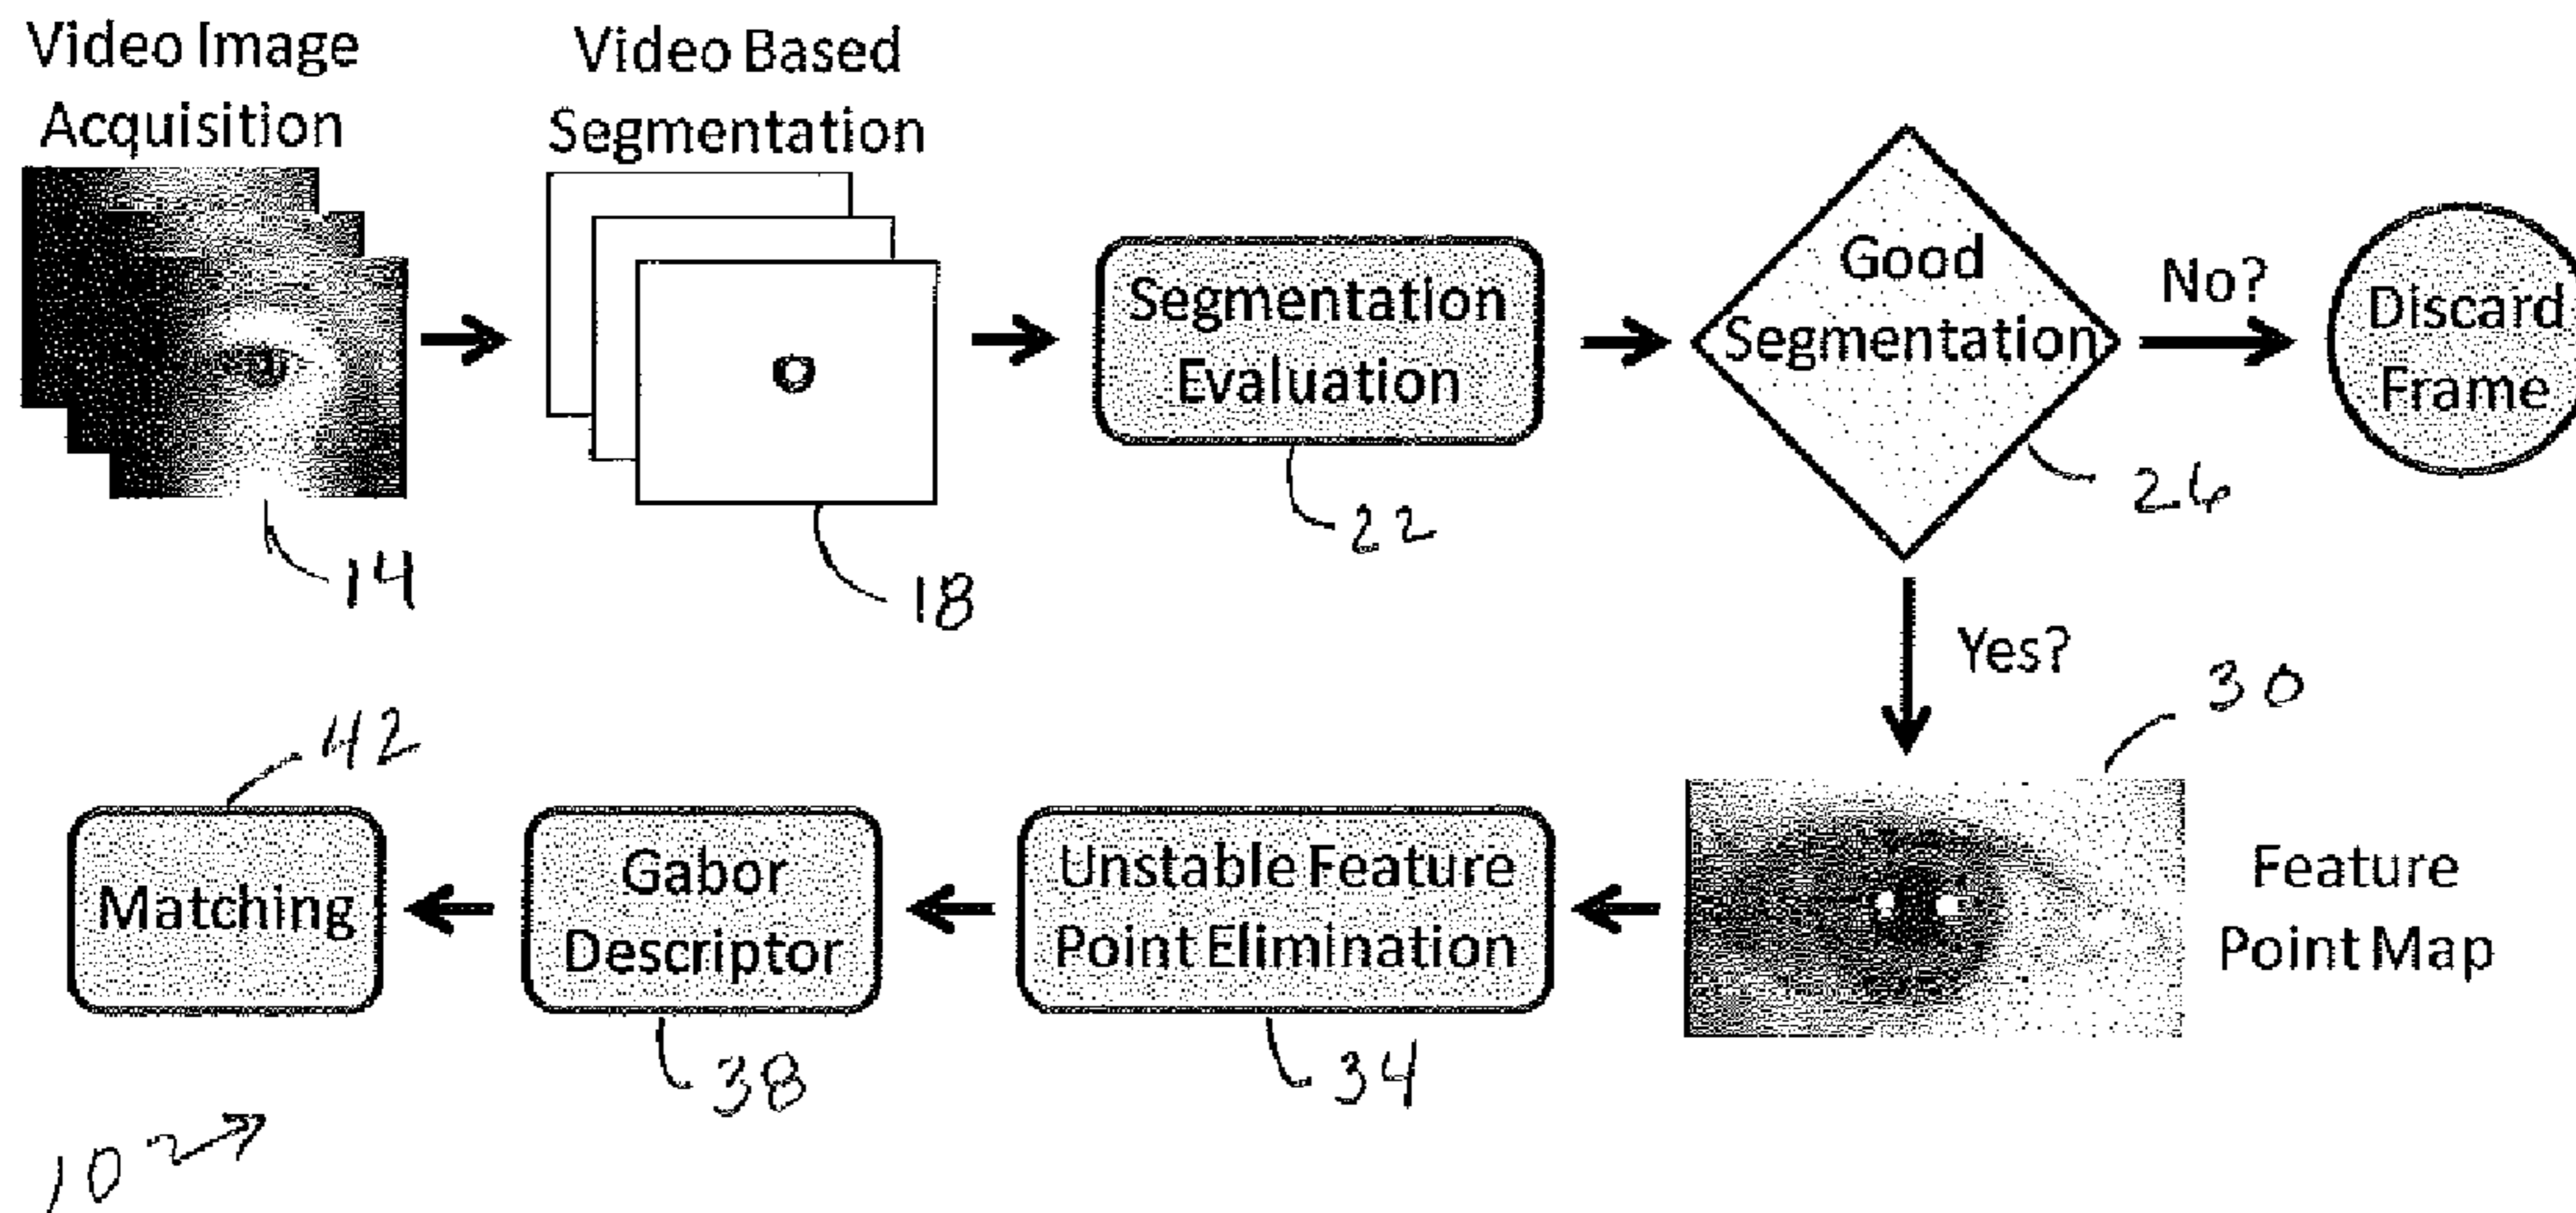 Video Image
Acquisition
14
Video Based
Segmentation
18
Segmentation
Evaluation
22
Good
Segmentation
26
No?
Discard
Frame
Yes?
30
Feature
Point Map
Unstable Feature
Point Elimination
34
Gabor
Descriptor
38
42
Matching
10